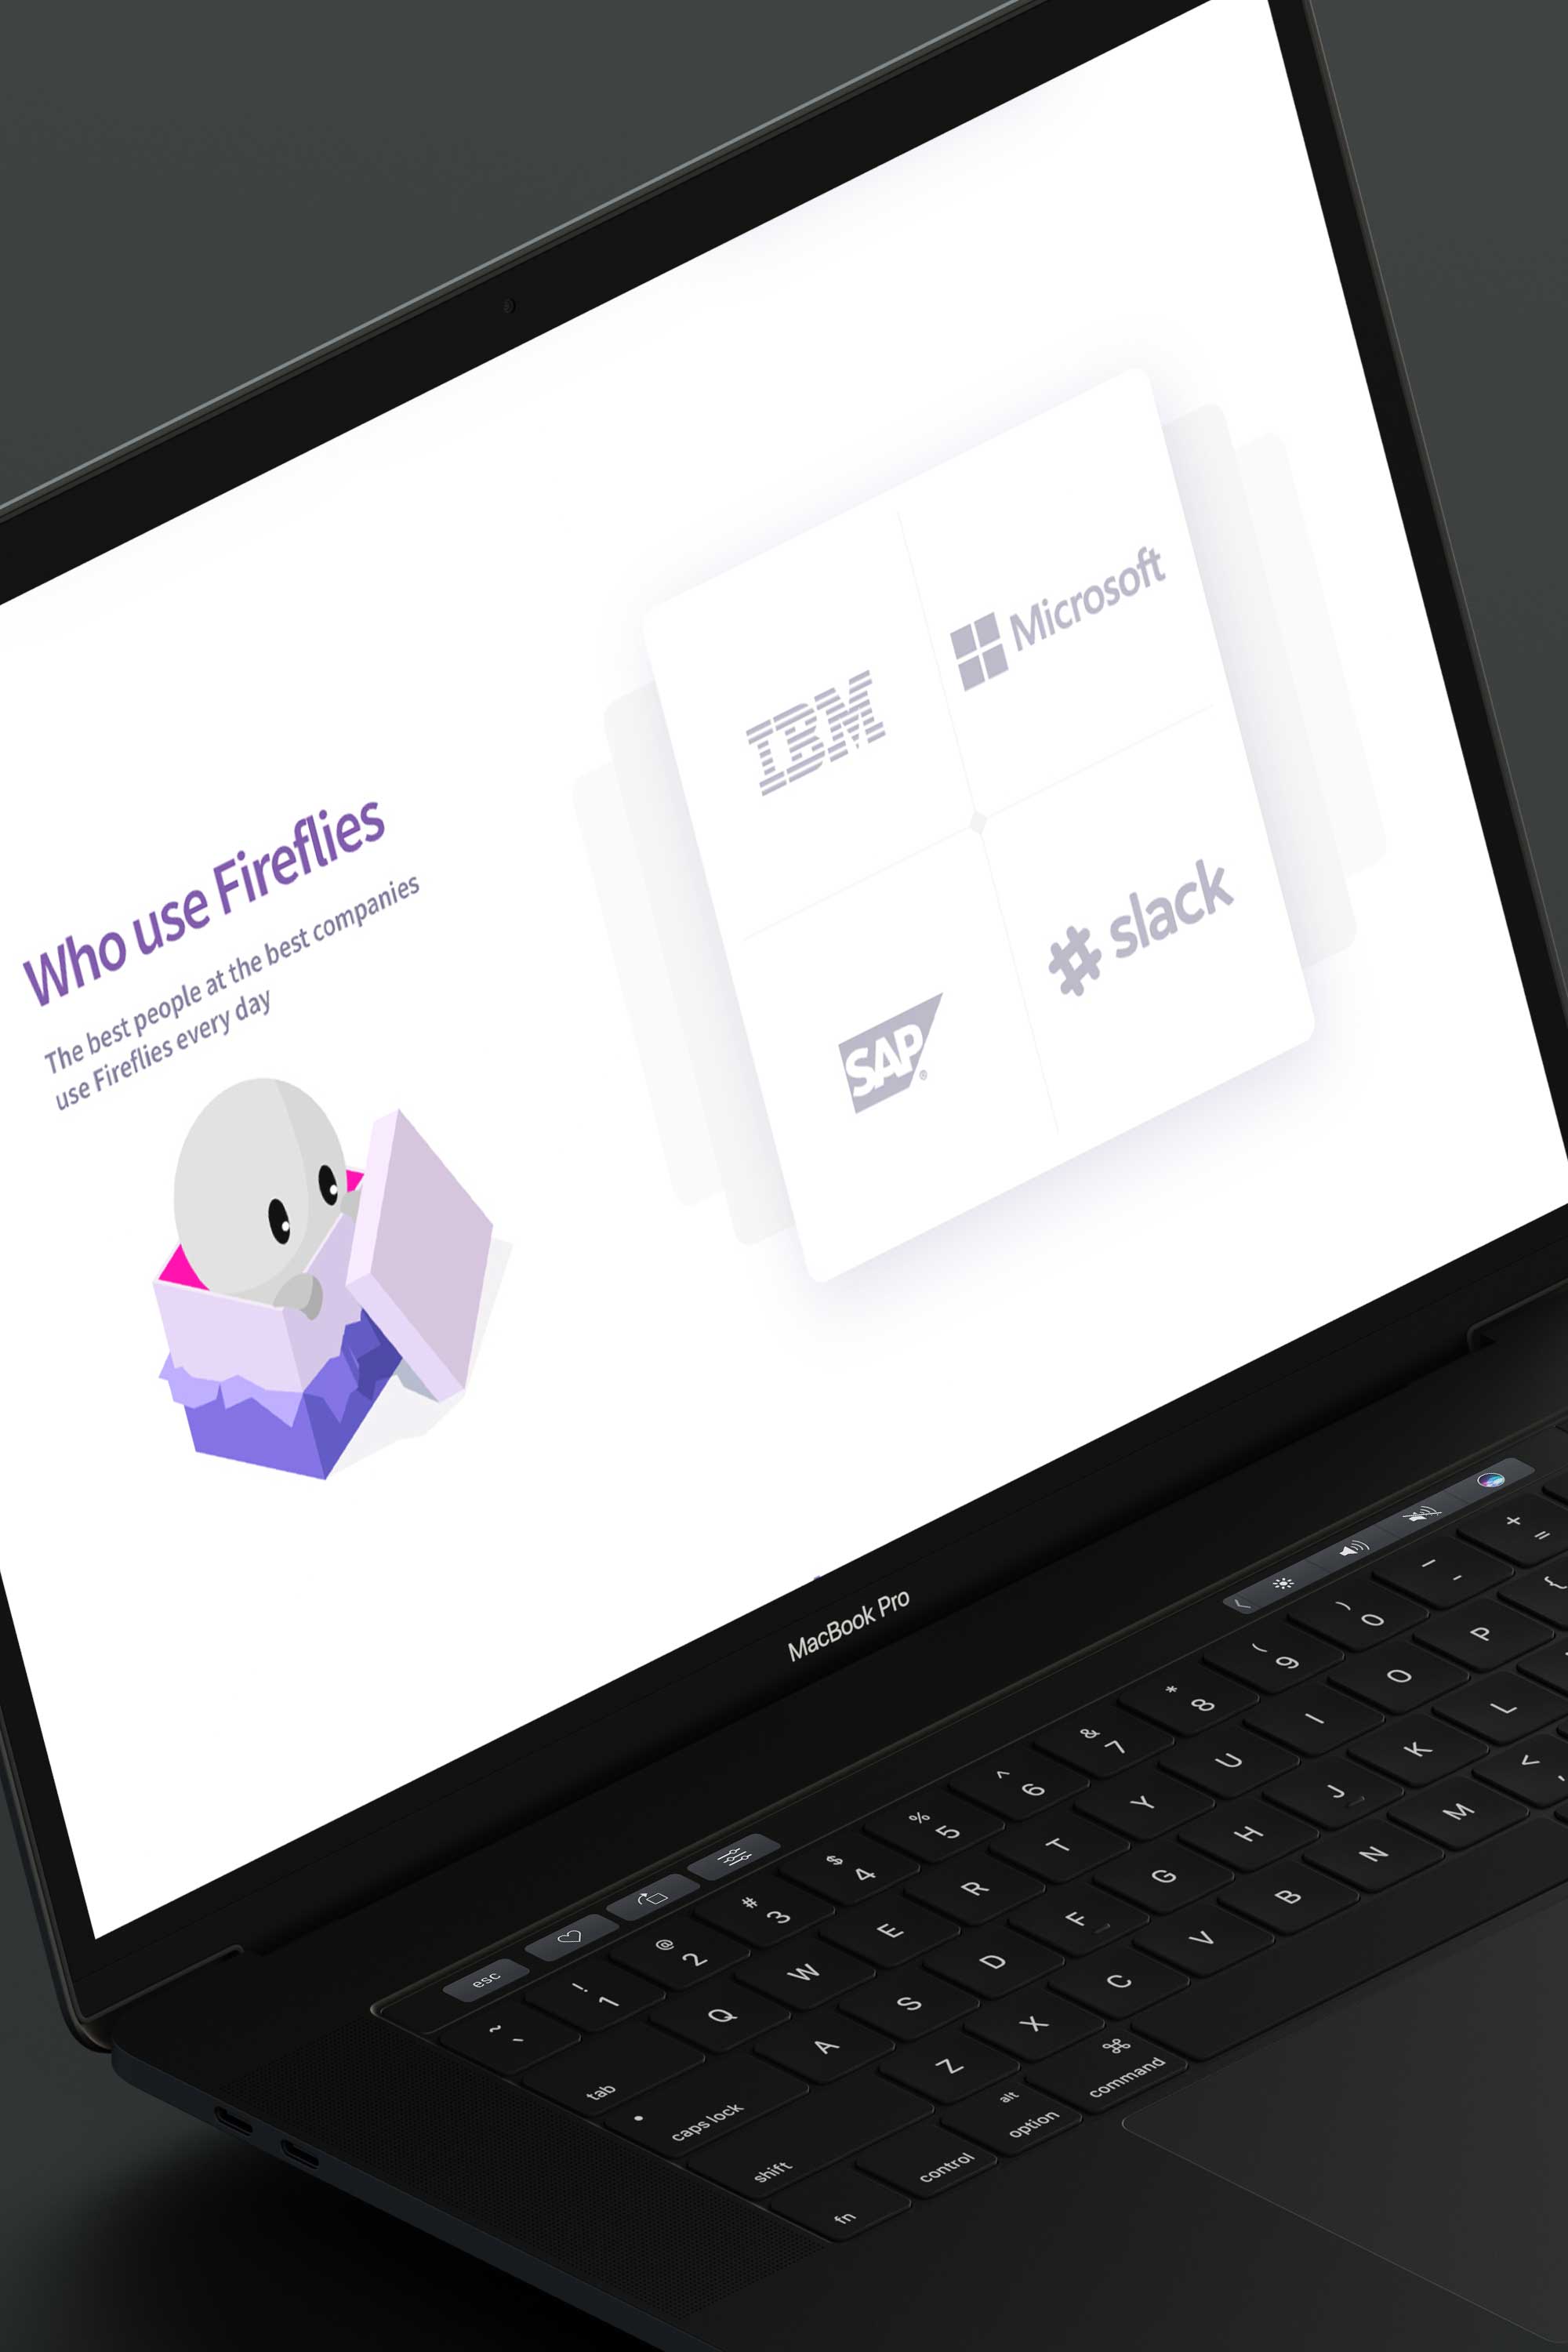 Who use Fireflies
The best people at the best companies
use Fireflies every day
IBM
Microsoft
SAP®
slack
MacBook Pro
esc
~ ! @ # $ % ^ & * ( ) _ +
` 1 2 3 4 5 6 7 8 9 0 - =
tab Q W E R T Y U I O P {
caps lock A S D F G H J K L
shift Z X C V B N M <
,
fn control alt option ⌘ command